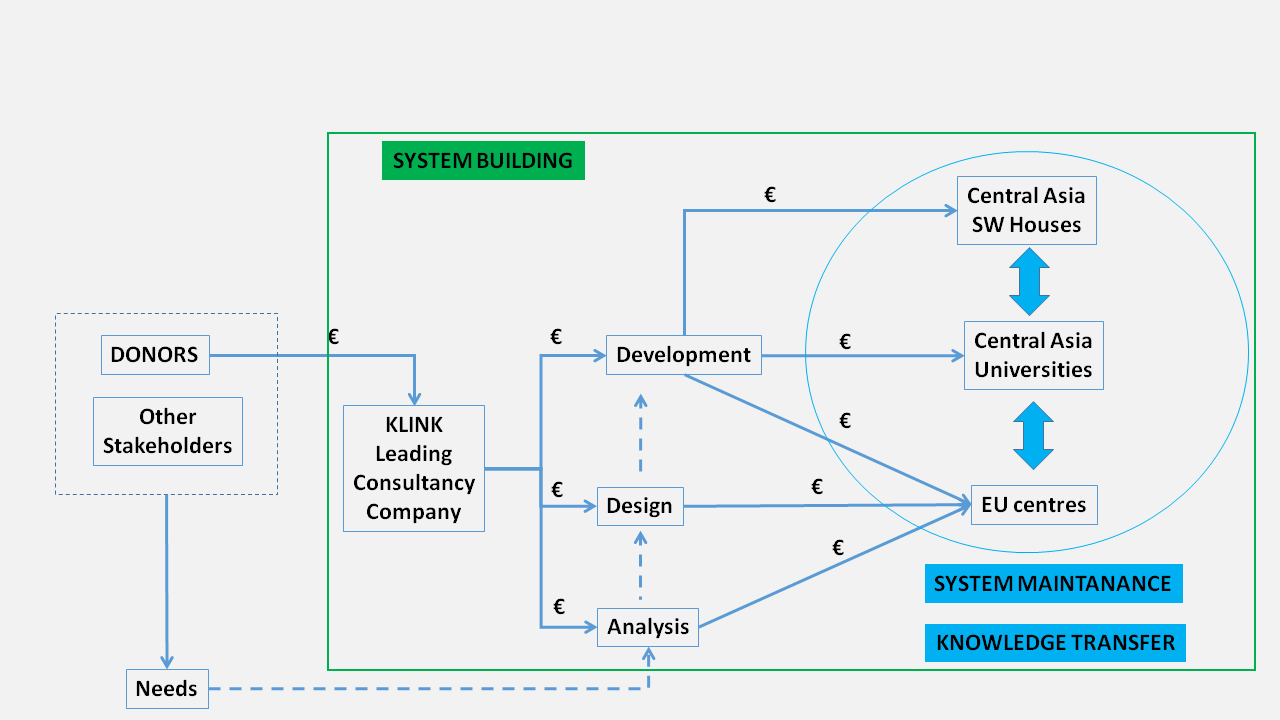 SYSTEM BUILDING
€
Central Asia
SW Houses
€
€
DONORS
Development
€
Central Asia
Universities
Other
Stakeholders
KLINK
Leading
Consultancy
Company
€
€
Design
€
EU centres
€
€
Analysis
SYSTEM MAINTANANCE
KNOWLEDGE TRANSFER
Needs